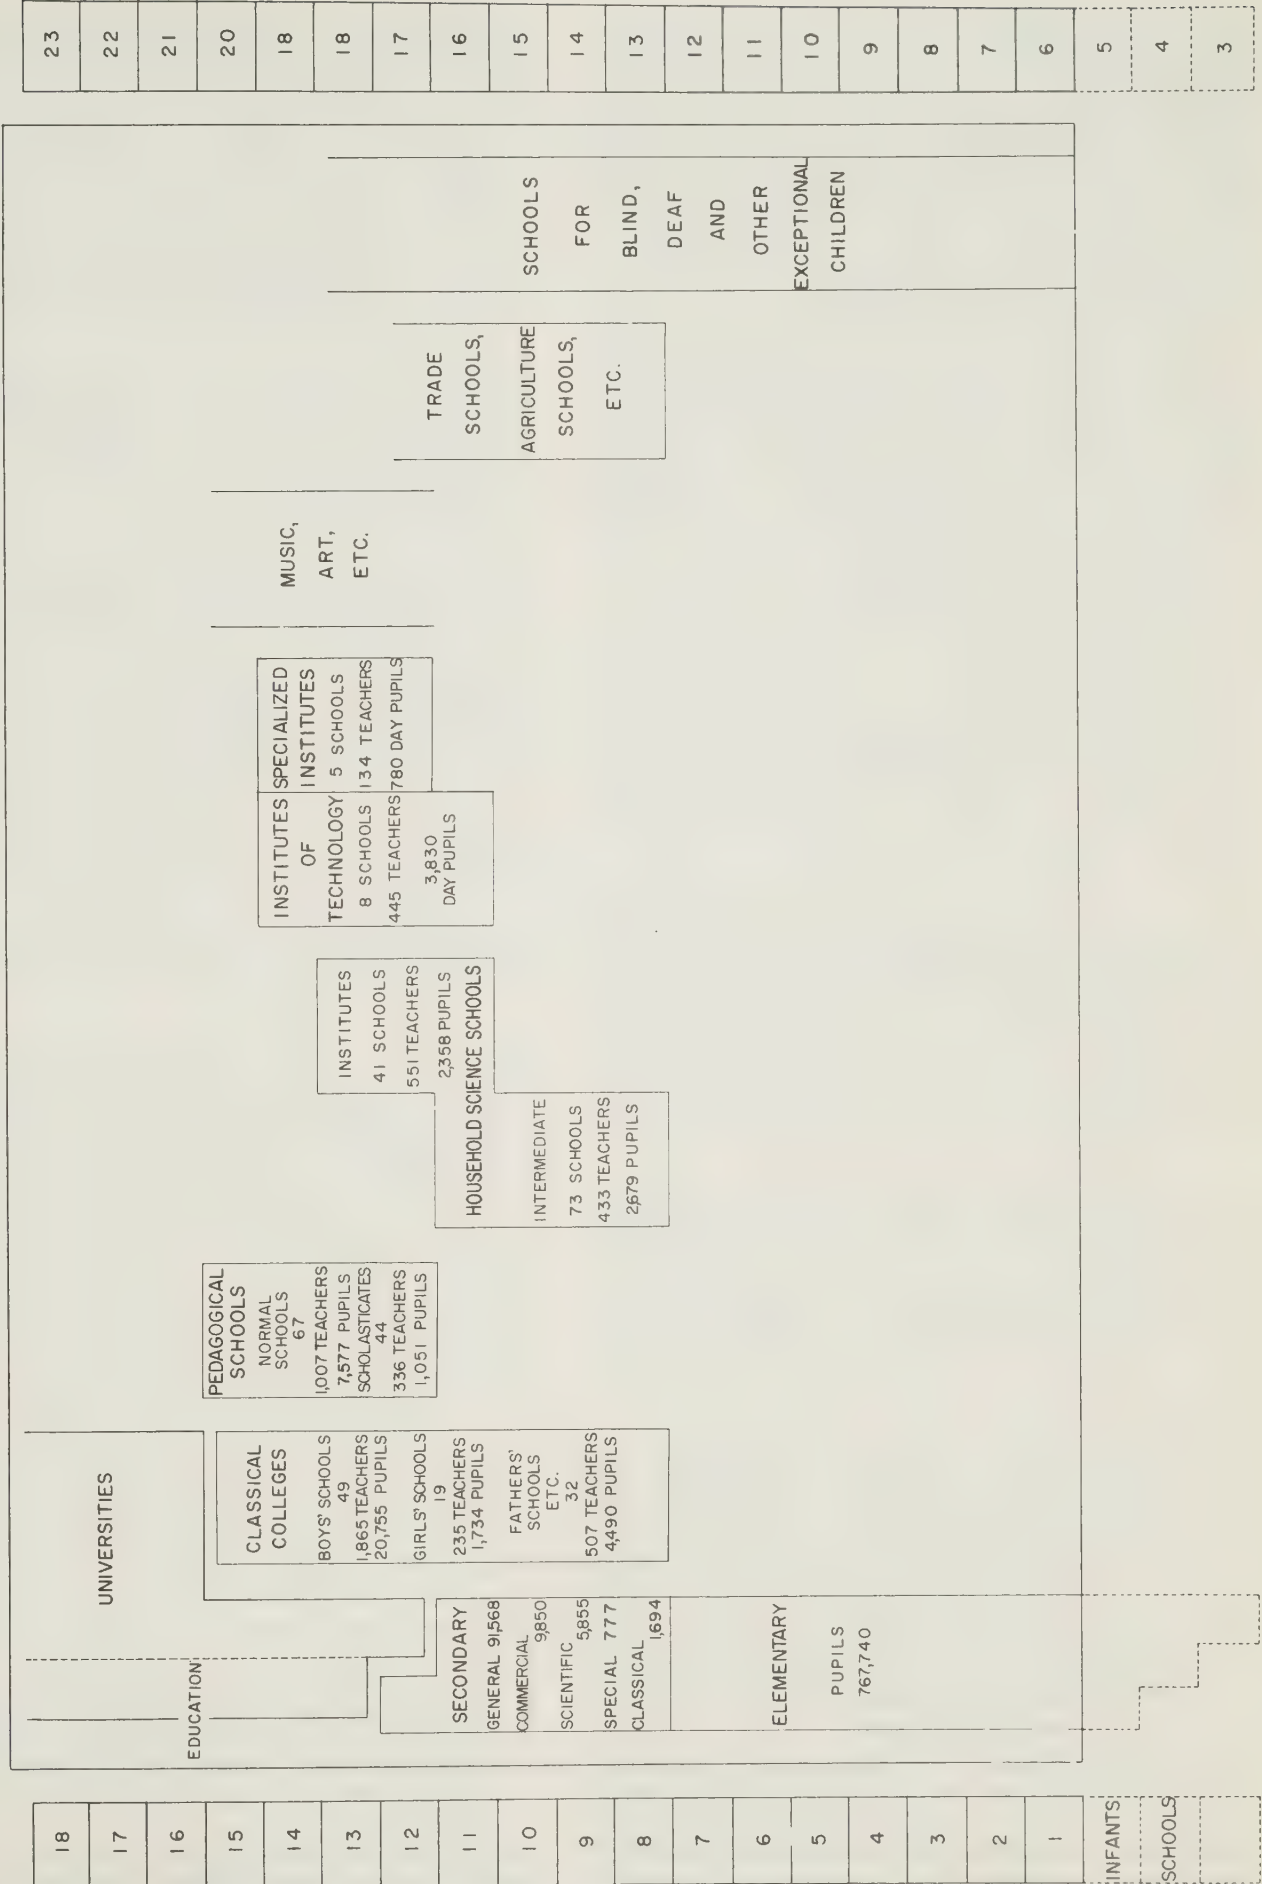 18
17
16
15
14
13
12
11
10
9
8
7
6
5
4
3
2
1
INFANTS
SCHOOLS
EDUCATION
UNIVERSITIES
SECONDARY
GENERAL 91,568
COMMERCIAL
9,850
SCIENTIFIC
5,855
SPECIAL 777
CLASSICAL
1,694
ELEMENTARY
PUPILS
767,740
CLASSICAL
COLLEGES
BOYS' SCHOOLS
49
1,865 TEACHERS
20,755 PUPILS
GIRLS' SCHOOLS
19
235 TEACHERS
1,734 PUPILS
FATHERS'
SCHOOLS
ETC.
32
507 TEACHERS
4,490 PUPILS
PEDAGOGICAL
SCHOOLS
NORMAL
SCHOOLS
67
1,007 TEACHERS
7,577 PUPILS
SCHOLASTICATES
44
336 TEACHERS
1,051 PUPILS
INSTITUTES
41 SCHOOLS
551 TEACHERS
2,358 PUPILS
HOUSEHOLD SCIENCE SCHOOLS
INTERMEDIATE
73 SCHOOLS
433 TEACHERS
2,679 PUPILS
INSTITUTES
OF
TECHNOLOGY
8 SCHOOLS
445 TEACHERS
3,830
DAY PUPILS
SPECIALIZED
INSTITUTES
5 SCHOOLS
134 TEACHERS
780 DAY PUPILS
MUSIC,
ART,
ETC.
TRADE
SCHOOLS,
AGRICULTURE
SCHOOLS,
ETC.
SCHOOLS
FOR
BLIND,
DEAF
AND
OTHER
EXCEPTIONAL
CHILDREN
23
22
21
20
18
18
17
16
15
14
13
12
11
10
9
8
7
6
5
4
3